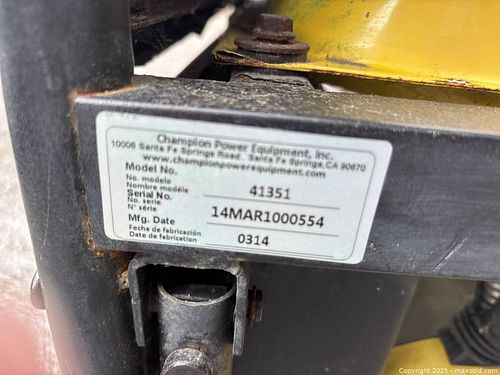 Champion Power Equipment, Inc.
10006 Santa Fe Springs Road . Santa Fe Springs,CA 90670
www.championpowerequipment.com
Model No.
No. modelo
Nombre modèle 41351
Serial No.
No. serie
N° série 14MAR1000554
Mfg. Date
Fecha de fabricación
Date de fabrication 0314
Copyright 2025 - maxsold.com